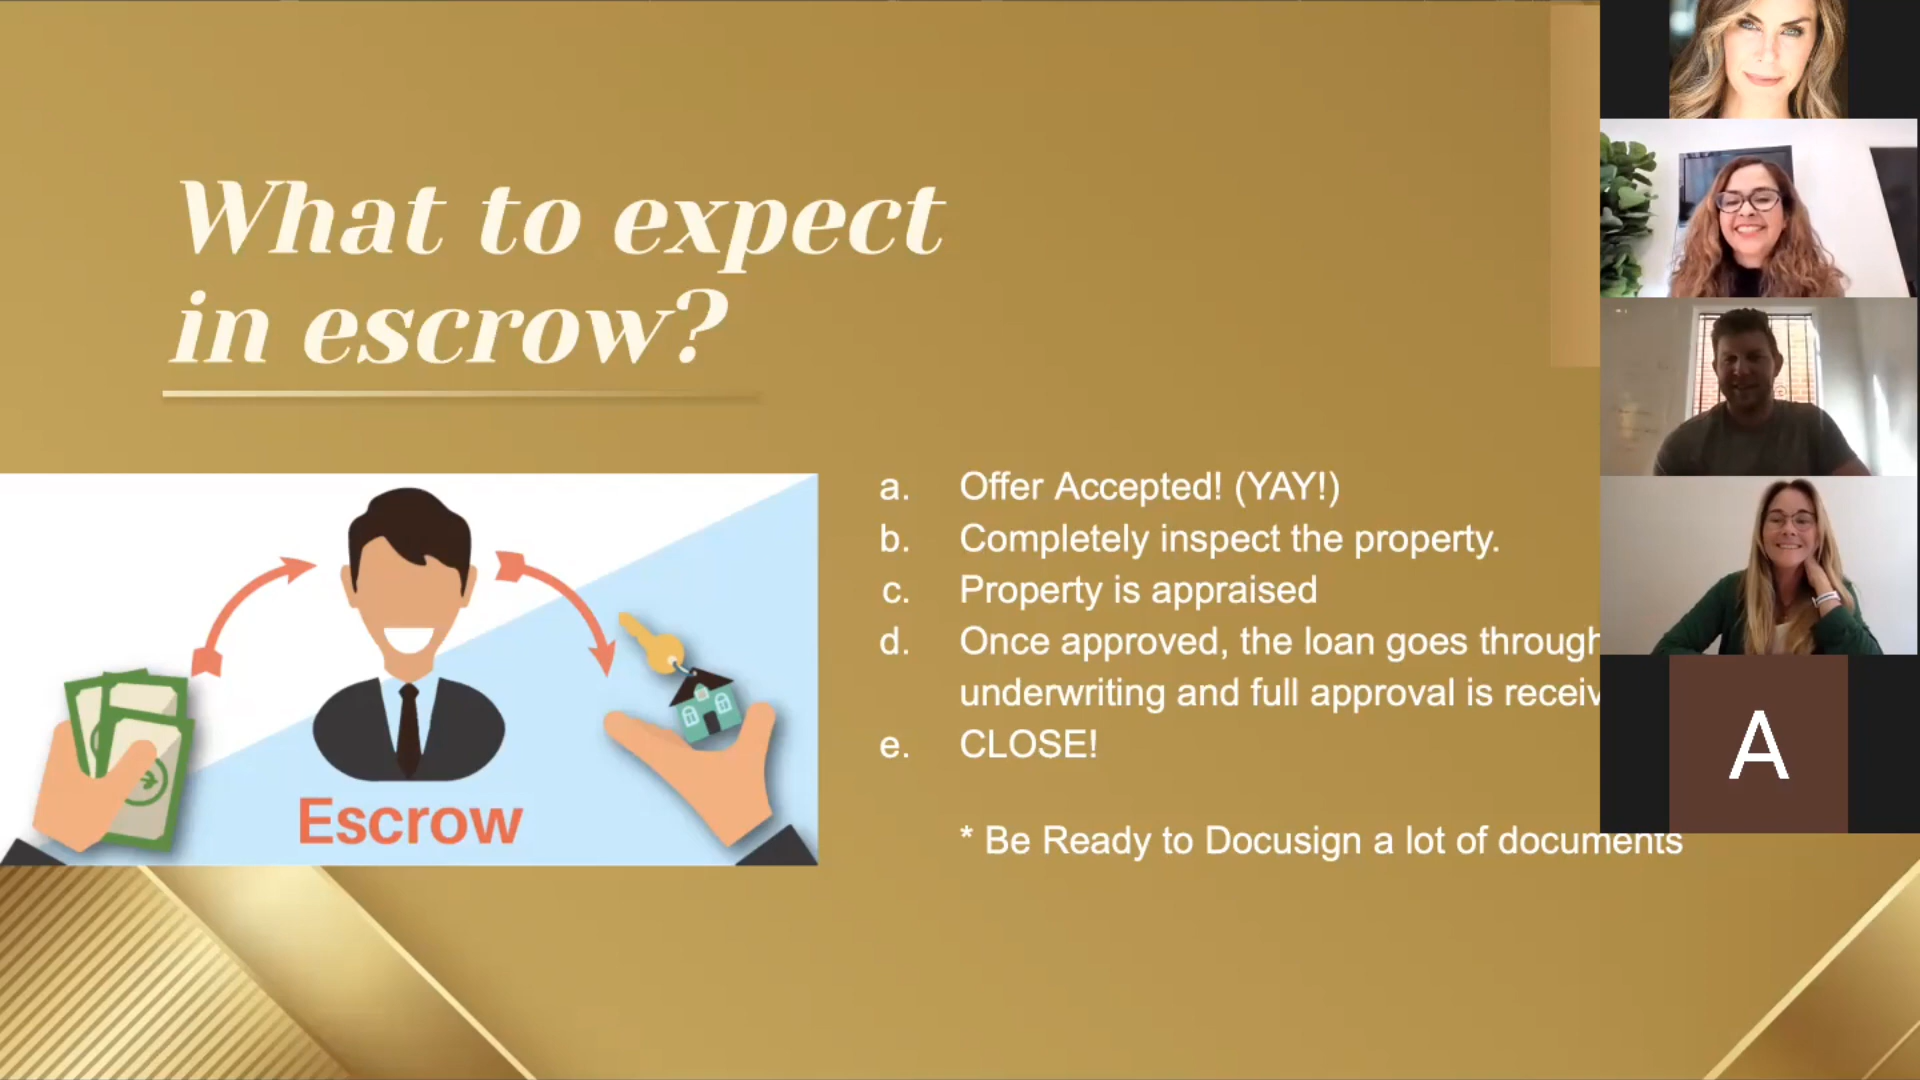 What to expect
in escrow?
a. Offer Accepted! (YAY!)
b. Completely inspect the property.
c. Property is appraised
d. Once approved, the loan goes through
underwriting and full approval is
e. CLOSE!
* Be Ready to Docusign a lot of documents
Escrow
A